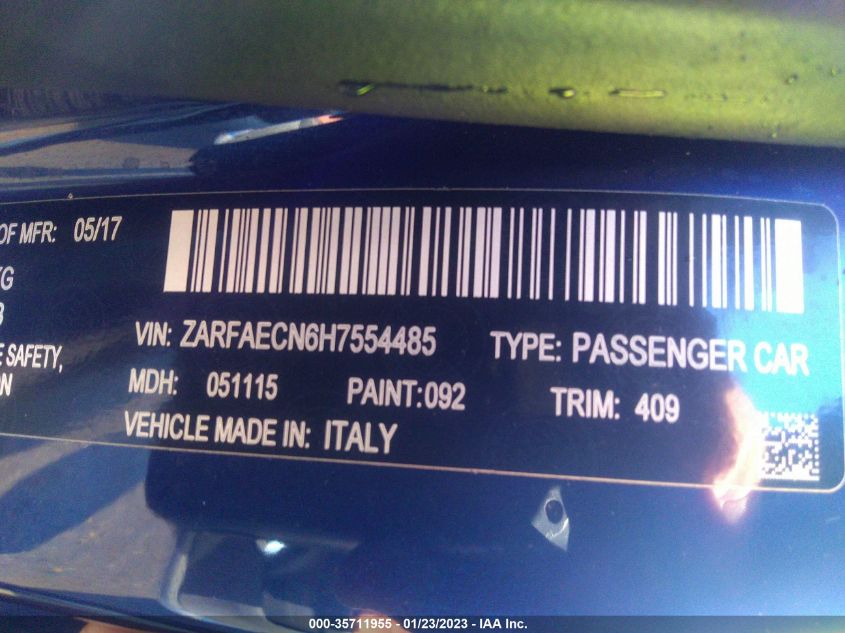 OF MFR: 05/17
G
E SAFETY,
ON
VIN: ZARFAECN6H7554485 TYPE: PASSENGER CAR
MDH: 051115 PAINT:092 TRIM: 409
VEHICLE MADE IN: ITALY
000-35711955 / 01/23/2023 - IAA Inc.